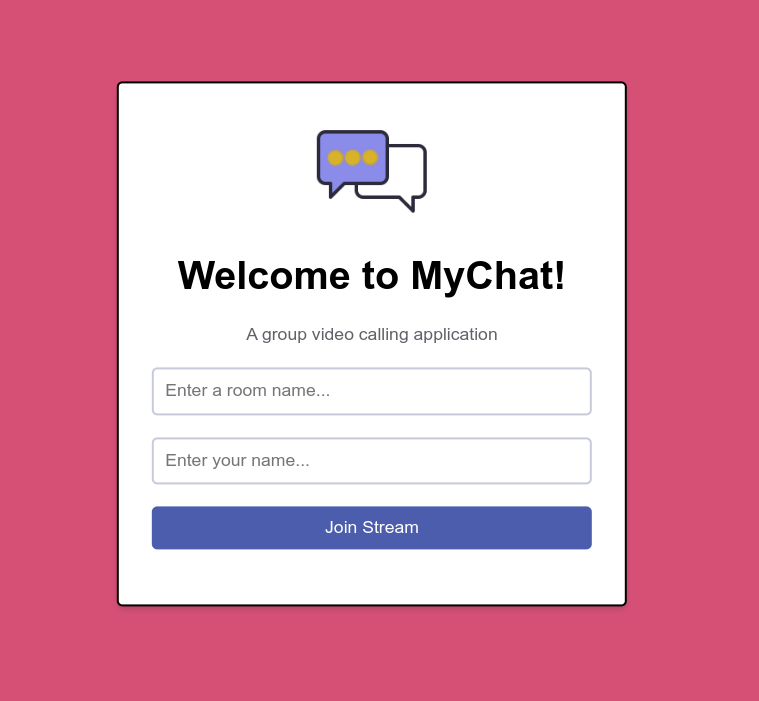 Welcome to MyChat!
A group video calling application
Enter a room name...
Enter your name...
Join Stream